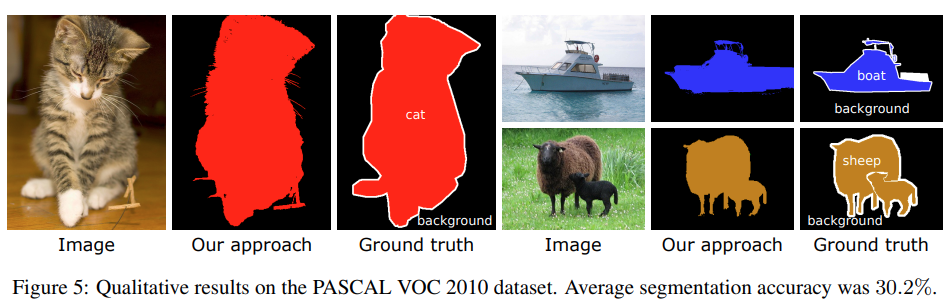 cat
background
boat
background
sheep
background
Image
Our approach
Ground truth
Image
Our approach
Ground truth
Figure 5: Qualitative results on the PASCAL VOC 2010 dataset. Average segmentation accuracy was 30.2%.